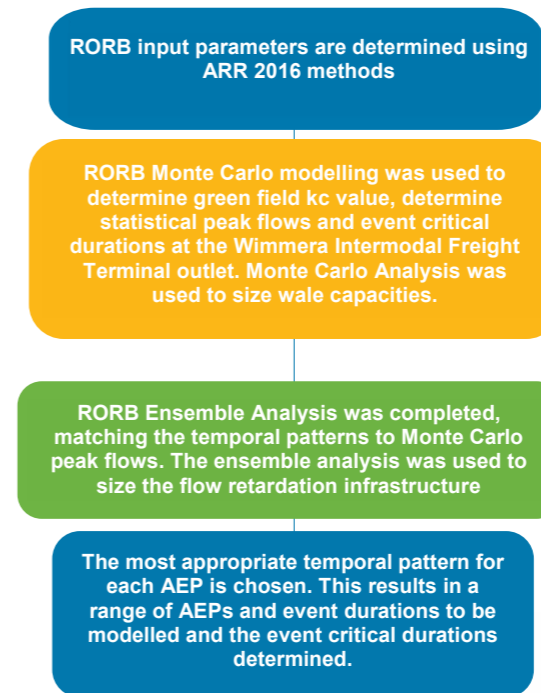 RORB input parameters are determined using
ARR 2016 methods
RORB Monte Carlo modelling was used to
determine green field kc value, determine
statistical peak flows and event critical
durations at the Wimmera Intermodal Freight
Terminal outlet. Monte Carlo Analysis was
used to size wale capacities.
RORB Ensemble Analysis was completed,
matching the temporal patterns to Monte Carlo
peak flows. The ensemble analysis was used to
size the flow retardation infrastructure
The most appropriate temporal pattern for
each AEP is chosen. This results in a
range of AEPs and event durations to be
modelled and the event critical durations
determined.